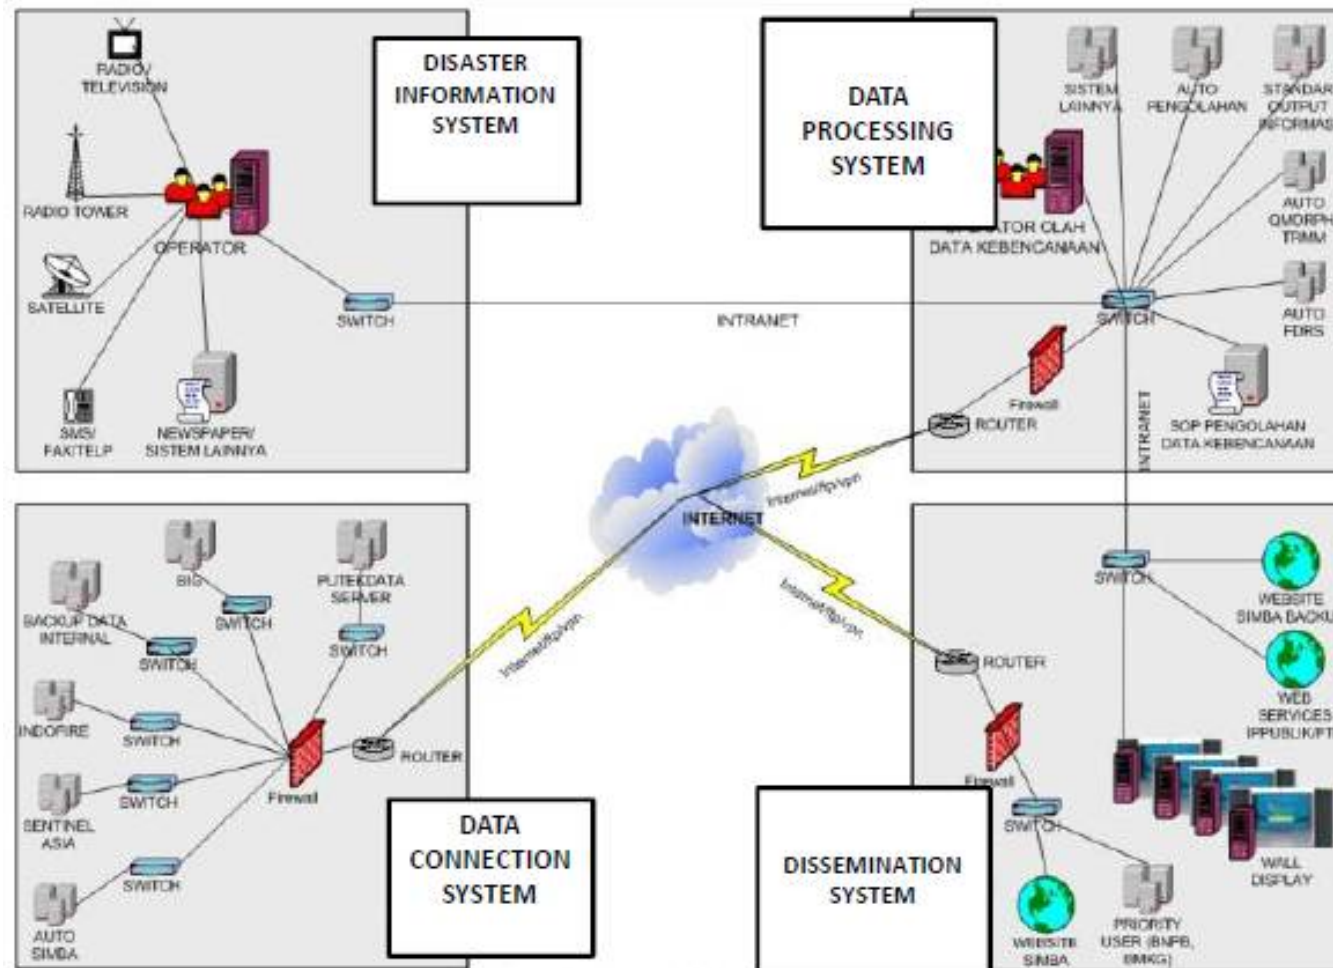 RADIO/
TELEVISION
RADIO TOWER
SATELLITE
SMS/
FAX/TELP
NEWSPAPER/
SISTEM LAINNYA
OPERATOR
SWITCH
DISASTER
INFORMATION
SYSTEM
INTRANET
DATA
PROCESSING
SYSTEM
SISTEM
LAINNYA
AUTO
PENGOLAHAN
STANDAR
OUTPUT
INFORMAS
AUTO
QMORPH
TRMM
AUTO
FDRS
OLAH
DATA KEBENCANAAN
SWITCH
Firewall
ROUTER
SOP PENGOLAHAN
DATA KEBENCANAAN
INTRANET
INTERNET
Internet/ftp/vpn
Internet/ftp/vpn
Internet/ftp/vpn
BACKUP DATA
INTERNAL
BIG
SWITCH
PUTEKDATA
SERVER
SWITCH
SWITCH
INDOFIRE
SWITCH
SENTINEL
ASIA
SWITCH
AUTO
SIMBA
SWITCH
Firewall
ROUTER
DATA
CONNECTION
SYSTEM
DISSEMINATION
SYSTEM
ROUTER
Firewall
SWITCH
WEBSITE
SIMBA
PRIORITY
USER (BNPB,
BMKG)
SWITCH
WEBSITE
SIMBA BACKU
WEB
SERVICES
WALL
DISPLAY